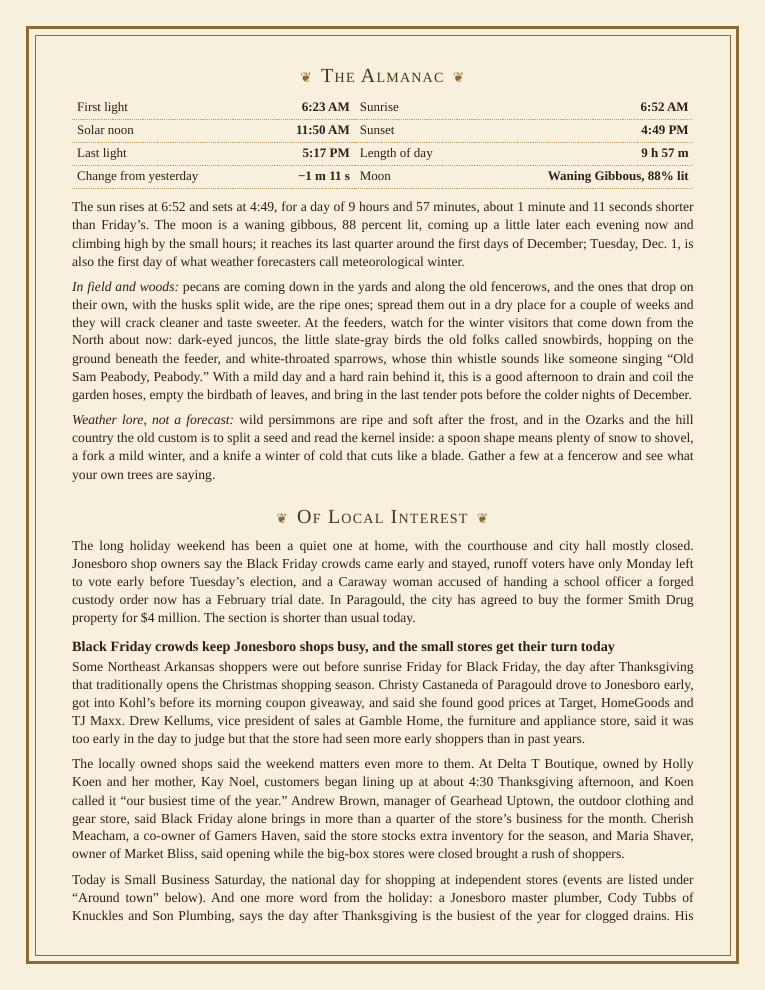 ❦ The Almanac ❦
First light 6:23 AM Sunrise 6:52 AM
Solar noon 11:50 AM Sunset 4:49 PM
Last light 5:17 PM Length of day 9 h 57 m
Change from yesterday −1 m 11 s Moon Waning Gibbous, 88% lit
The sun rises at 6:52 and sets at 4:49, for a day of 9 hours and 57 minutes, about 1 minute and 11 seconds shorter
than Friday’s. The moon is a waning gibbous, 88 percent lit, coming up a little later each evening now and
climbing high by the small hours; it reaches its last quarter around the first days of December; Tuesday, Dec. 1, is
also the first day of what weather forecasters call meteorological winter.
In field and woods: pecans are coming down in the yards and along the old fencerows, and the ones that drop on
their own, with the husks split wide, are the ripe ones; spread them out in a dry place for a couple of weeks and
they will crack cleaner and taste sweeter. At the feeders, watch for the winter visitors that come down from the
North about now: dark-eyed juncos, the little slate-gray birds the old folks called snowbirds, hopping on the
ground beneath the feeder, and white-throated sparrows, whose thin whistle sounds like someone singing “Old
Sam Peabody, Peabody.” With a mild day and a hard rain behind it, this is a good afternoon to drain and coil the
garden hoses, empty the birdbath of leaves, and bring in the last tender pots before the colder nights of December.
Weather lore, not a forecast: wild persimmons are ripe and soft after the frost, and in the Ozarks and the hill
country the old custom is to split a seed and read the kernel inside: a spoon shape means plenty of snow to shovel,
a fork a mild winter, and a knife a winter of cold that cuts like a blade. Gather a few at a fencerow and see what
your own trees are saying.
❦ Of Local Interest ❦
The long holiday weekend has been a quiet one at home, with the courthouse and city hall mostly closed.
Jonesboro shop owners say the Black Friday crowds came early and stayed, runoff voters have only Monday left
to vote early before Tuesday’s election, and a Caraway woman accused of handing a school officer a forged
custody order now has a February trial date. In Paragould, the city has agreed to buy the former Smith Drug
property for $4 million. The section is shorter than usual today.
Black Friday crowds keep Jonesboro shops busy, and the small stores get their turn today
Some Northeast Arkansas shoppers were out before sunrise Friday for Black Friday, the day after Thanksgiving
that traditionally opens the Christmas shopping season. Christy Castaneda of Paragould drove to Jonesboro early,
got into Kohl’s before its morning coupon giveaway, and said she found good prices at Target, HomeGoods and
TJ Maxx. Drew Kellums, vice president of sales at Gamble Home, the furniture and appliance store, said it was
too early in the day to judge but that the store had seen more early shoppers than in past years.
The locally owned shops said the weekend matters even more to them. At Delta T Boutique, owned by Holly
Koen and her mother, Kay Noel, customers began lining up at about 4:30 Thanksgiving afternoon, and Koen
called it “our busiest time of the year.” Andrew Brown, manager of Gearhead Uptown, the outdoor clothing and
gear store, said Black Friday alone brings in more than a quarter of the store’s business for the month. Cherish
Meacham, a co-owner of Gamers Haven, said the store stocks extra inventory for the season, and Maria Shaver,
owner of Market Bliss, said opening while the big-box stores were closed brought a rush of shoppers.
Today is Small Business Saturday, the national day for shopping at independent stores (events are listed under
“Around town” below). And one more word from the holiday: a Jonesboro master plumber, Cody Tubbs of
Knuckles and Son Plumbing, says the day after Thanksgiving is the busiest of the year for clogged drains. His